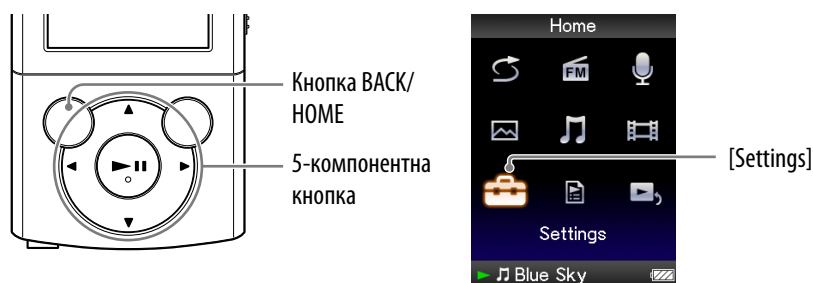 Кнопка BACK/
HOME
5-компонентна
кнопка
Home
FM
[Settings]
Settings
Blue Sky